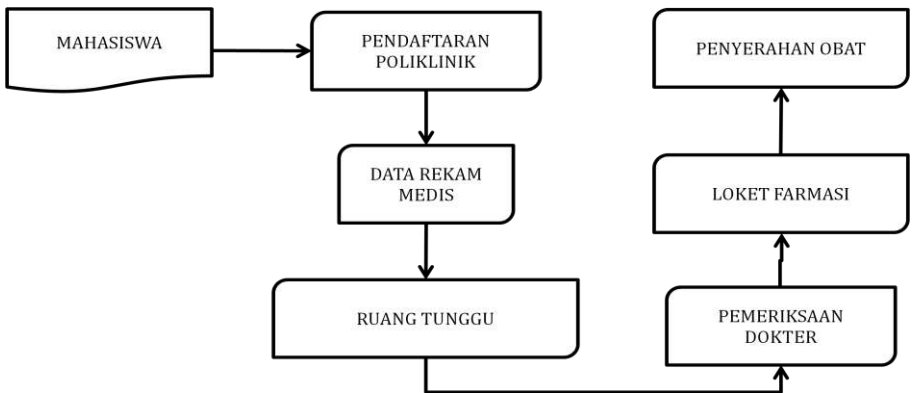 MAHASISWA
PENDAFTARAN
POLIKLINIK
DATA REKAM
MEDIS
RUANG TUNGGU
PEMERIKSAAN
DOKTER
LOKET FARMASI
PENYERAHAN OBAT